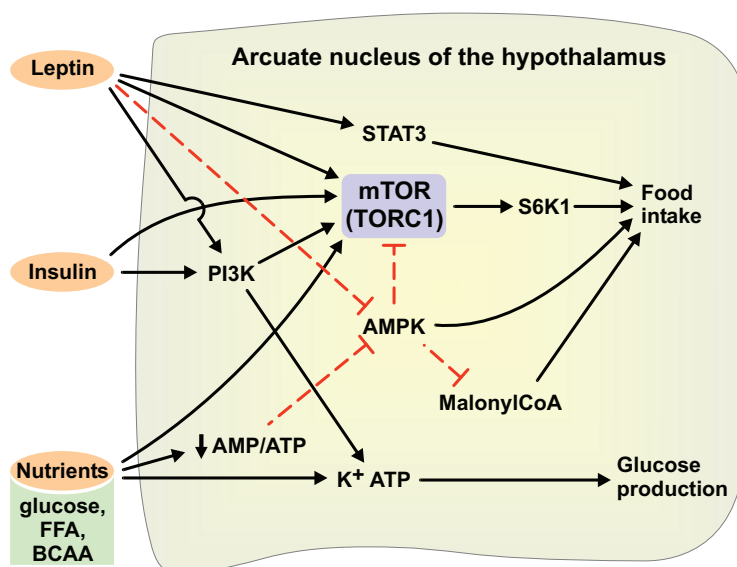 Arcuate nucleus of the hypothalamus
Leptin
STAT3
mTOR
(TORC1)
S6K1
Food
intake
Insulin
PI3K
AMPK
MalonylCoA
↓ AMP/ATP
Nutrients
glucose,
FFA,
BCAA
K+ ATP
Glucose
production